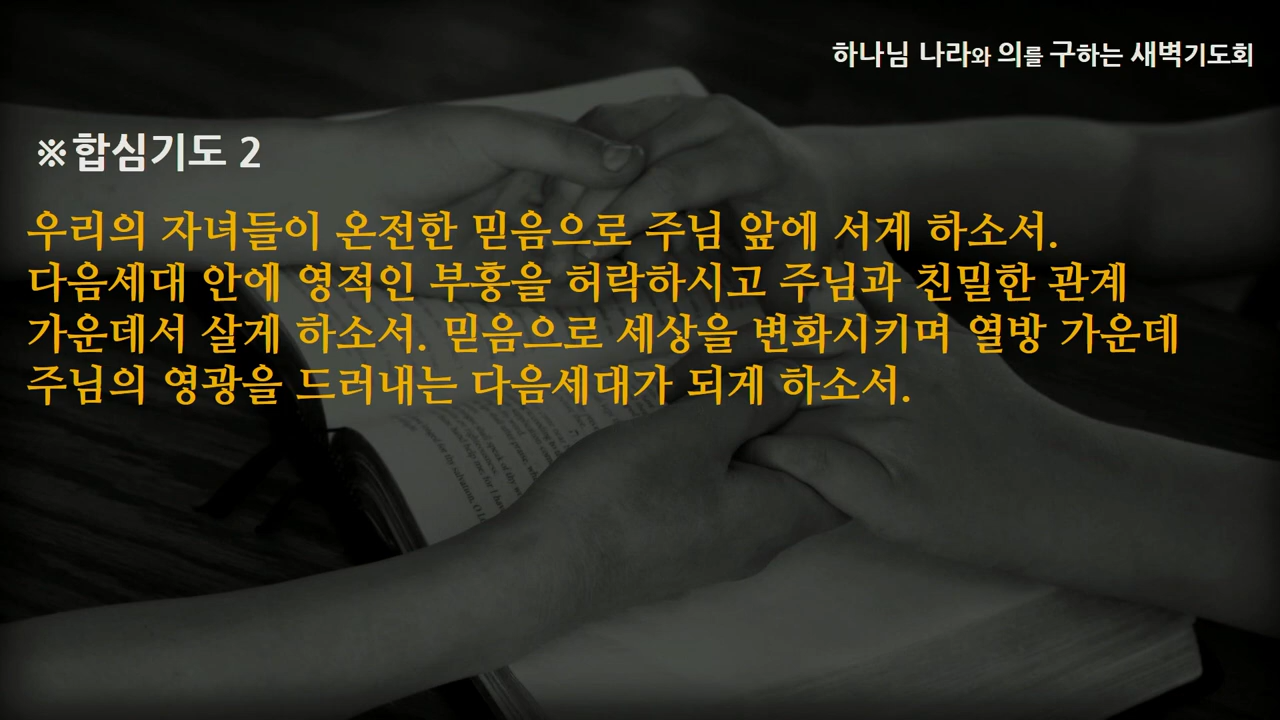 하나님 나라와 의를 구하는 새벽기도회
※합심기도 2
우리의 자녀들이 온전한 믿음으로 주님 앞에 서게 하소서.
다음세대 안에 영적인 부흥을 허락하시고 주님과 친밀한 관계
가운데서 살게 하소서. 믿음으로 세상을 변화시키며 열방 가운데
주님의 영광을 드러내는 다음세대가 되게 하소서.